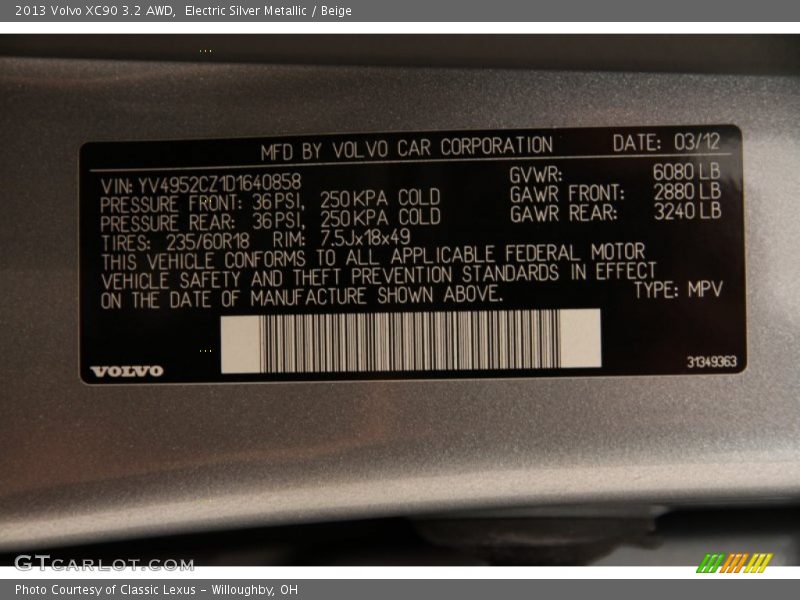 2013 Volvo XC90 3.2 AWD, Electric Silver Metallic / Beige
MFD BY VOLVO CAR CORPORATION DATE: 03/12
VIN: YV4952CZ1D1640858 GVWR: 6080 LB
PRESSURE FRONT: 36 PSI, 250 KPA COLD GAWR FRONT: 2880 LB
PRESSURE REAR: 36 PSI, 250 KPA COLD GAWR REAR: 3240 LB
TIRES: 235/60R18 RIM: 7.5Jx18x49
THIS VEHICLE CONFORMS TO ALL APPLICABLE FEDERAL MOTOR
VEHICLE SAFETY AND THEFT PREVENTION STANDARDS IN EFFECT
ON THE DATE OF MANUFACTURE SHOWN ABOVE. TYPE: MPV
VOLVO 31349363
GTCARLOT.COM
Photo Courtesy of Classic Lexus - Willoughby, OH